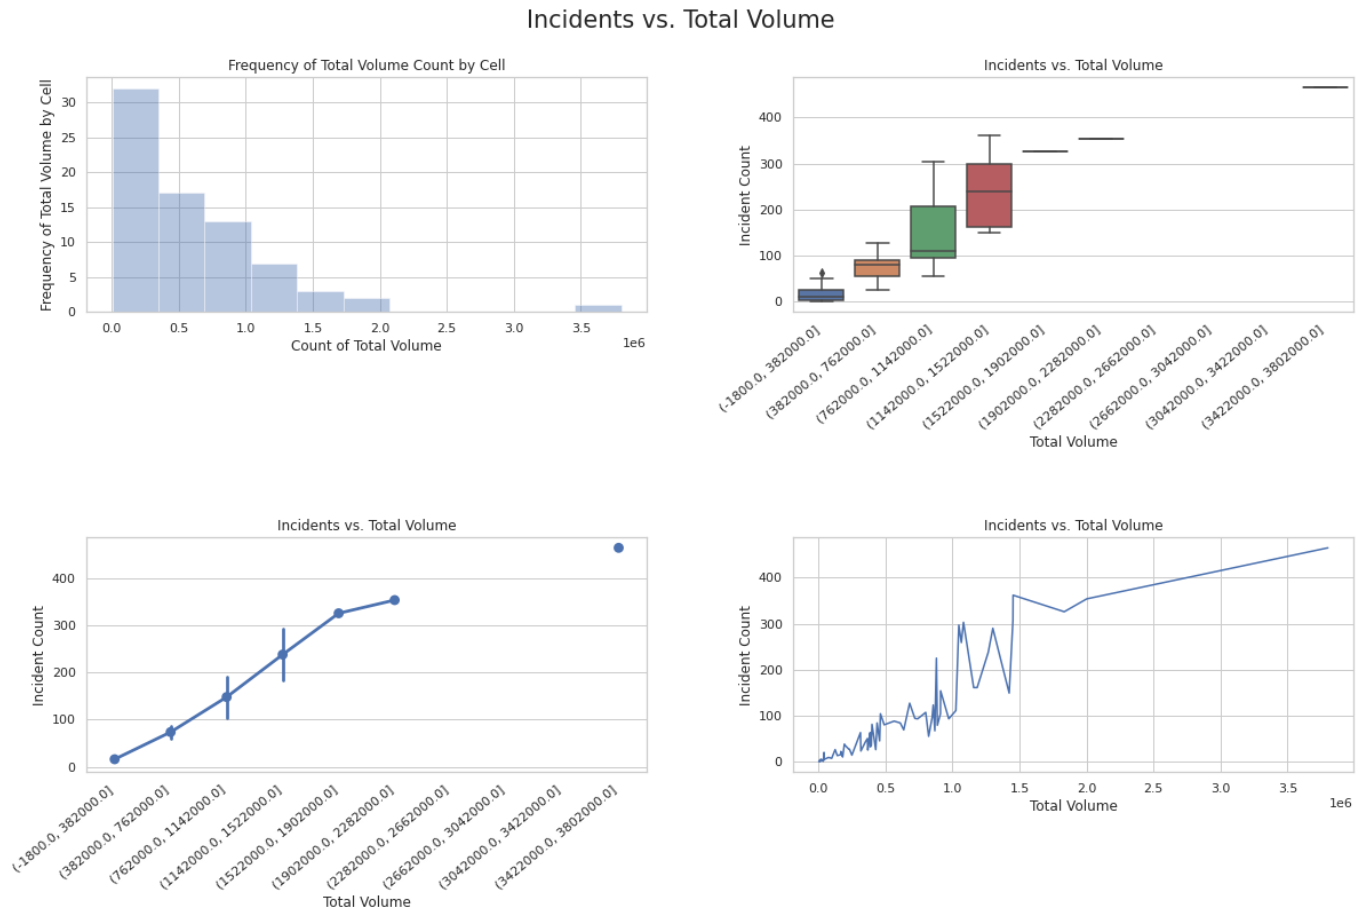 Incidents vs. Total Volume
Frequency of Total Volume Count by Cell
Frequency of Total Volume by Cell
30
25
20
15
10
5
0
0.0 0.5 1.0 1.5 2.0 2.5 3.0 3.5
1e6
Count of Total Volume
Incidents vs. Total Volume
Incident Count
400
300
200
100
0
(-1800.0, 382000.0]
(382000.0, 762000.0]
(762000.0, 1142000.0]
(1142000.0, 1522000.0]
(1522000.0, 1902000.0]
(1902000.0, 2282000.0]
(2282000.0, 2662000.0]
(2662000.0, 3042000.0]
(3042000.0, 3422000.0]
(3422000.0, 3802000.0]
Total Volume
Incidents vs. Total Volume
Incident Count
400
300
200
100
0
(-1800.0, 382000.0]
(382000.0, 762000.0]
(762000.0, 1142000.0]
(1142000.0, 1522000.0]
(1522000.0, 1902000.0]
(1902000.0, 2282000.0]
(2282000.0, 2662000.0]
(2662000.0, 3042000.0]
(3042000.0, 3422000.0]
(3422000.0, 3802000.0]
Total Volume
Incidents vs. Total Volume
Incident Count
400
300
200
100
0
0.0 0.5 1.0 1.5 2.0 2.5 3.0 3.5
Total Volume
1e6